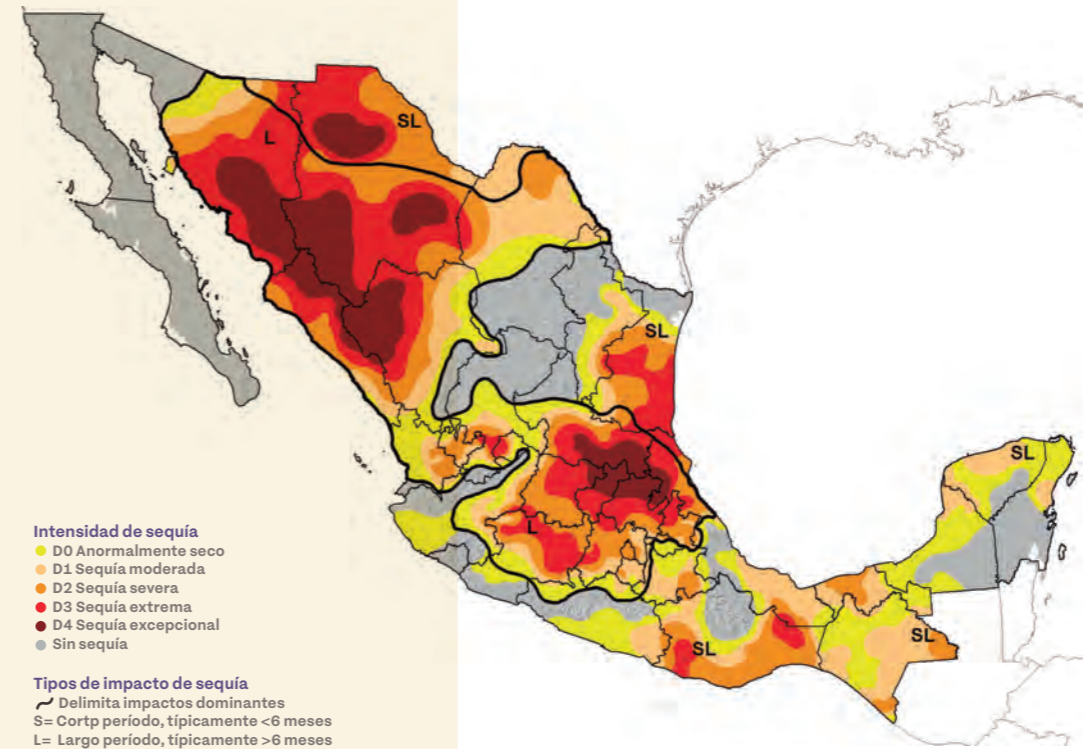 SL
L
SL
SL
L
SL
SL
Intensidad de sequía
D0 Anormalmente seco
D1 Sequía moderada
D2 Sequía severa
D3 Sequía extrema
D4 Sequía excepcional
Sin sequía
Tipos de impacto de sequía
Delimita impactos dominantes
S= Cortp período, típicamente <6 meses
L= Largo período, típicamente >6 meses